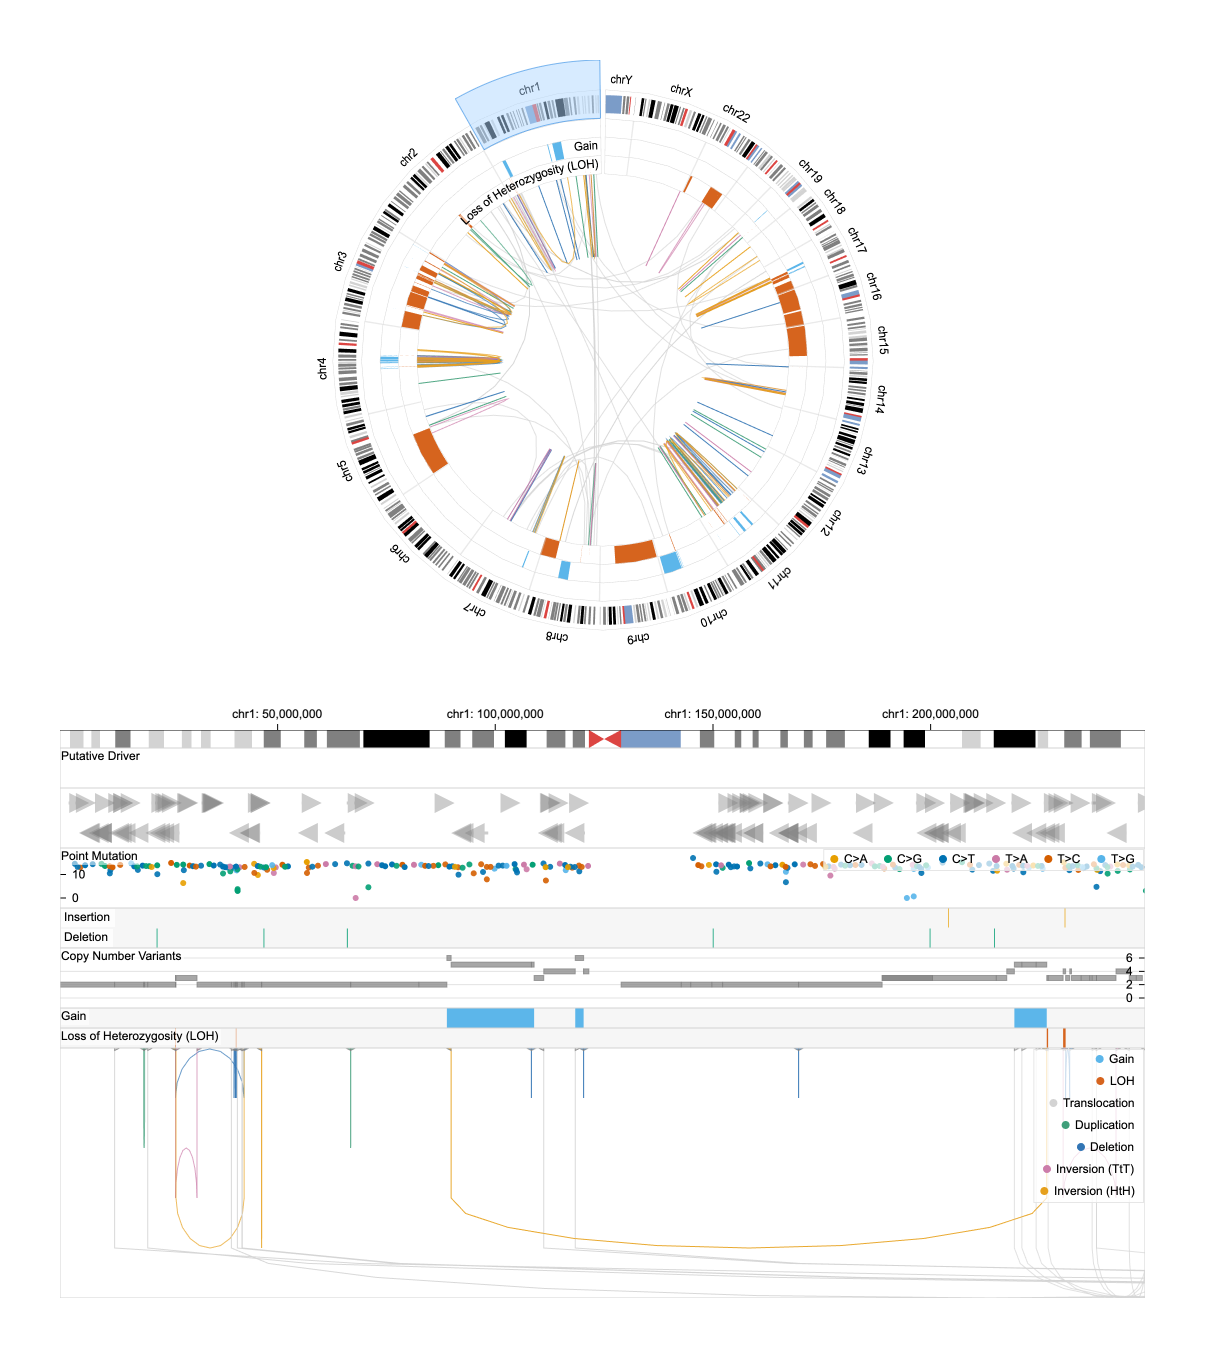 chr1
chrY
chrX
chr22
chr19
chr18
chr17
chr16
chr15
chr14
chr13
chr12
chr11
chr10
chr9
chr8
chr7
chr6
chr5
chr4
chr3
chr2
Gain
Loss of Heterozygosity (LOH)
chr1: 50,000,000 chr1: 100,000,000 chr1: 150,000,000 chr1: 200,000,000
Putative Driver
Point Mutation
C>A C>G C>T T>A T>C T>G
10
0
Insertion
Deletion
Copy Number Variants
6
4
2
0
Gain
Loss of Heterozygosity (LOH)
Gain
LOH
Translocation
Duplication
Deletion
Inversion (TtT)
Inversion (HtH)